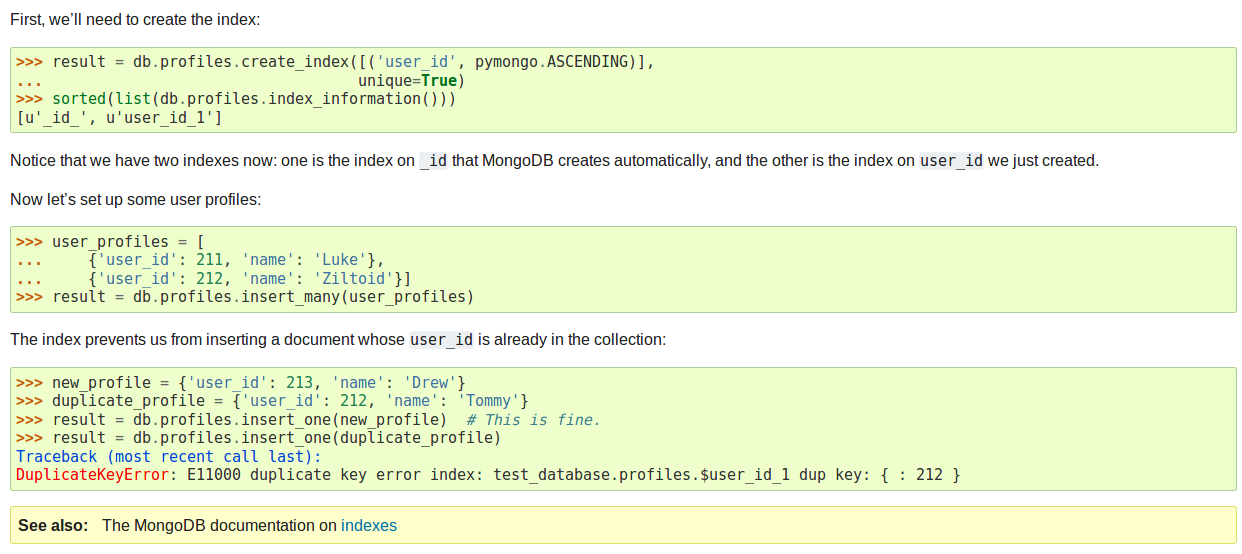 First, we’ll need to create the index:
>>> result = db.profiles.create_index([('user_id', pymongo.ASCENDING)],
...                                   unique=True)
>>> sorted(list(db.profiles.index_information()))
[u'_id_', u'user_id_1']
Notice that we have two indexes now: one is the index on _id that MongoDB creates automatically, and the other is the index on user_id we just created.
Now let’s set up some user profiles:
>>> user_profiles = [
...     {'user_id': 211, 'name': 'Luke'},
...     {'user_id': 212, 'name': 'Ziltoid'}]
>>> result = db.profiles.insert_many(user_profiles)
The index prevents us from inserting a document whose user_id is already in the collection:
>>> new_profile = {'user_id': 213, 'name': 'Drew'}
>>> duplicate_profile = {'user_id': 212, 'name': 'Tommy'}
>>> result = db.profiles.insert_one(new_profile)  # This is fine.
>>> result = db.profiles.insert_one(duplicate_profile)
Traceback (most recent call last):
DuplicateKeyError: E11000 duplicate key error index: test_database.profiles.$user_id_1 dup key: { : 212 }
See also: The MongoDB documentation on indexes